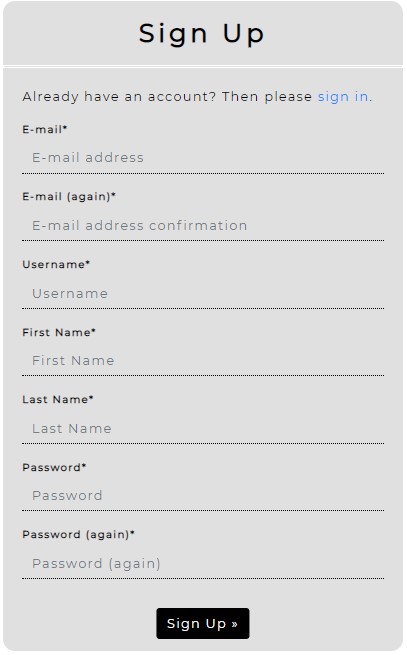 Sign Up
Already have an account? Then please sign in.
E-mail*
E-mail address
E-mail (again)*
E-mail address confirmation
Username*
Username
First Name*
First Name
Last Name*
Last Name
Password*
Password
Password (again)*
Password (again)
Sign Up »